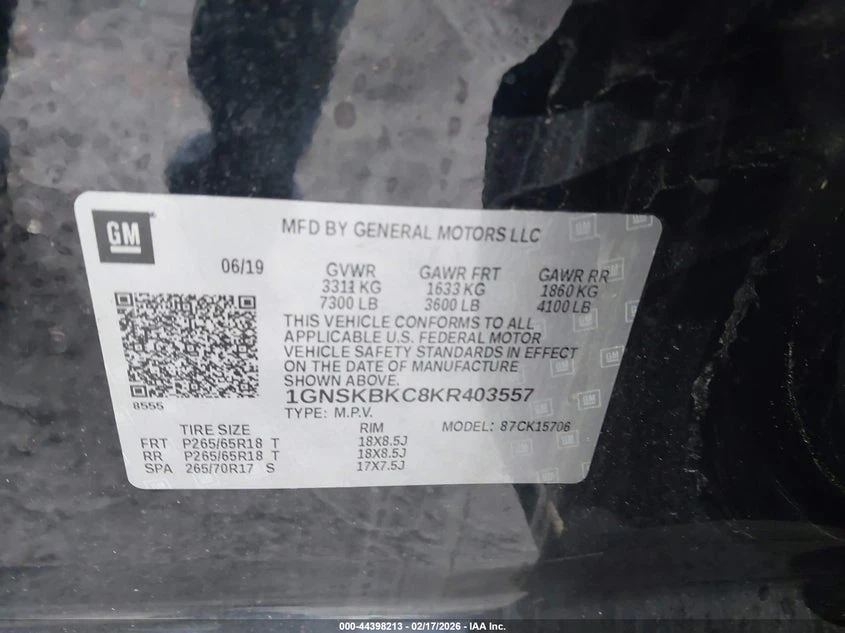 GM
MFD BY GENERAL MOTORS LLC
06/19
GVWR GAWR FRT GAWR RR
3311 KG 1633 KG 1860 KG
7300 LB 3600 LB 4100 LB
THIS VEHICLE CONFORMS TO ALL
APPLICABLE U.S. FEDERAL MOTOR
VEHICLE SAFETY STANDARDS IN EFFECT
ON THE DATE OF MANUFACTURE
SHOWN ABOVE.
8555
1GNSKBKC8KR403557
TYPE: M.P.V. MODEL: 87CK15706
TIRE SIZE RIM
FRT P265/65R18 T 18X8.5J
RR P265/65R18 T 18X8.5J
SPA 265/70R17 S 17X7.5J
000-44398213 - 02/17/2026 - IAA Inc.